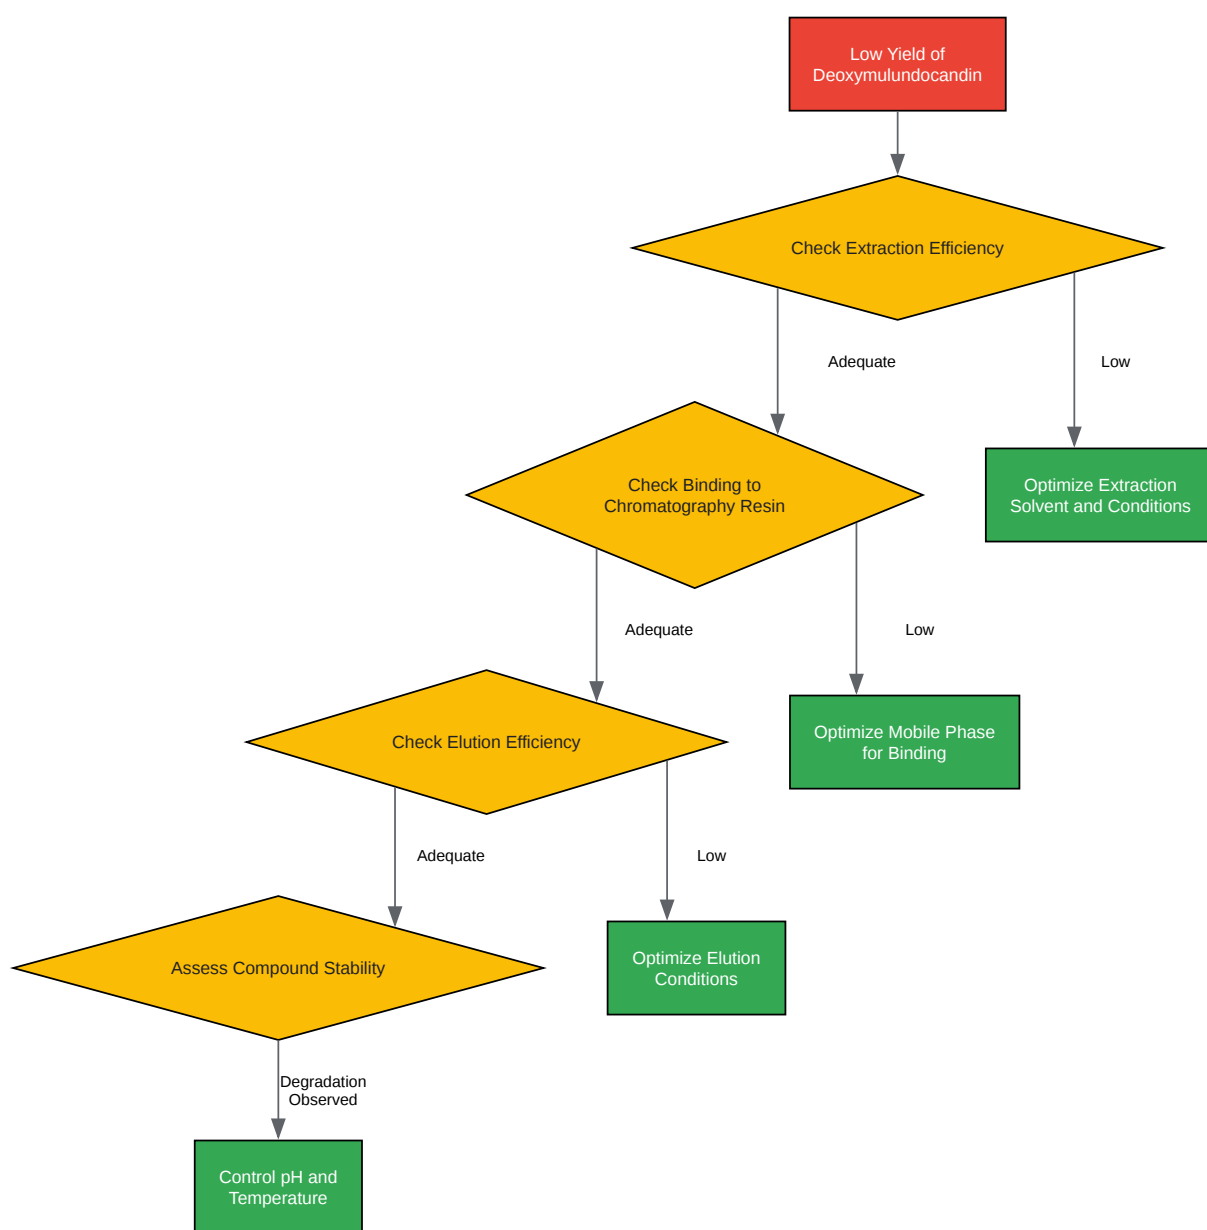 Low Yield of
Deoxymulundocandin
Check Extraction Efficiency
Adequate
Low
Check Binding to
Chromatography Resin
Optimize Extraction
Solvent and Conditions
Adequate
Low
Check Elution Efficiency
Optimize Mobile Phase
for Binding
Adequate
Low
Assess Compound Stability
Optimize Elution
Conditions
Degradation
Observed
Control pH and
Temperature